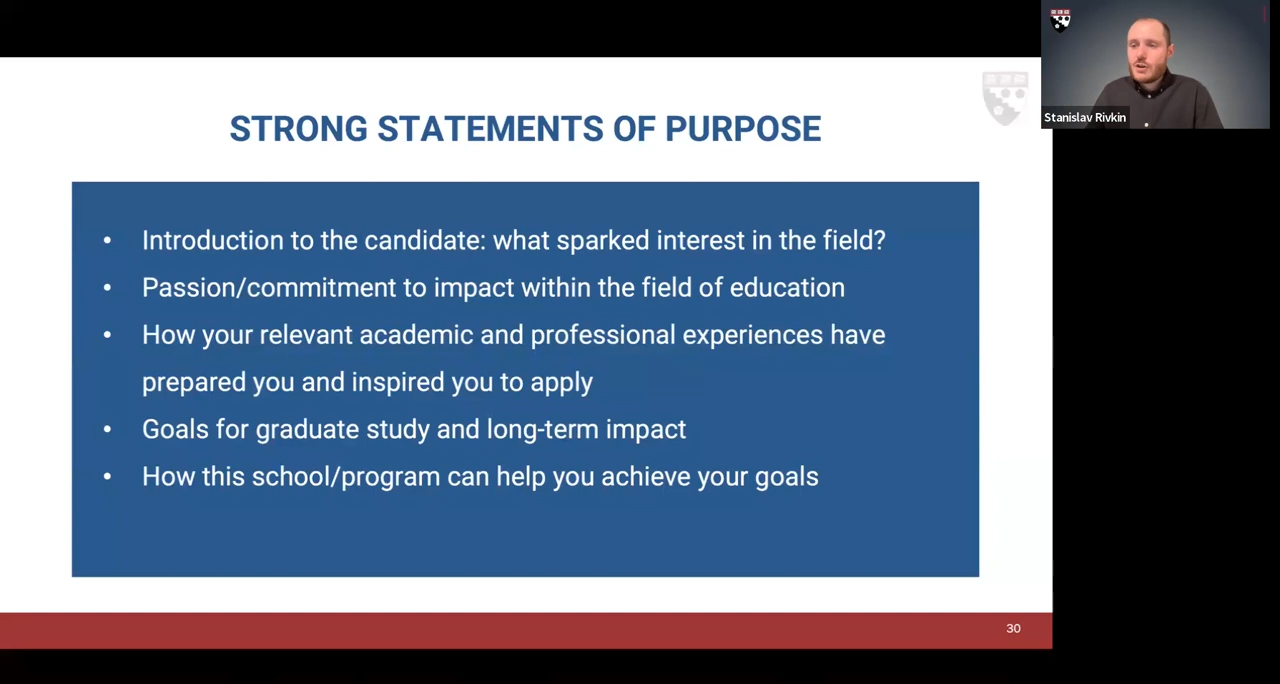 STRONG STATEMENTS OF PURPOSE
• Introduction to the candidate: what sparked interest in the field?
• Passion/commitment to impact within the field of education
• How your relevant academic and professional experiences have
prepared you and inspired you to apply
• Goals for graduate study and long-term impact
• How this school/program can help you achieve your goals
30
Stanislav Rivkin